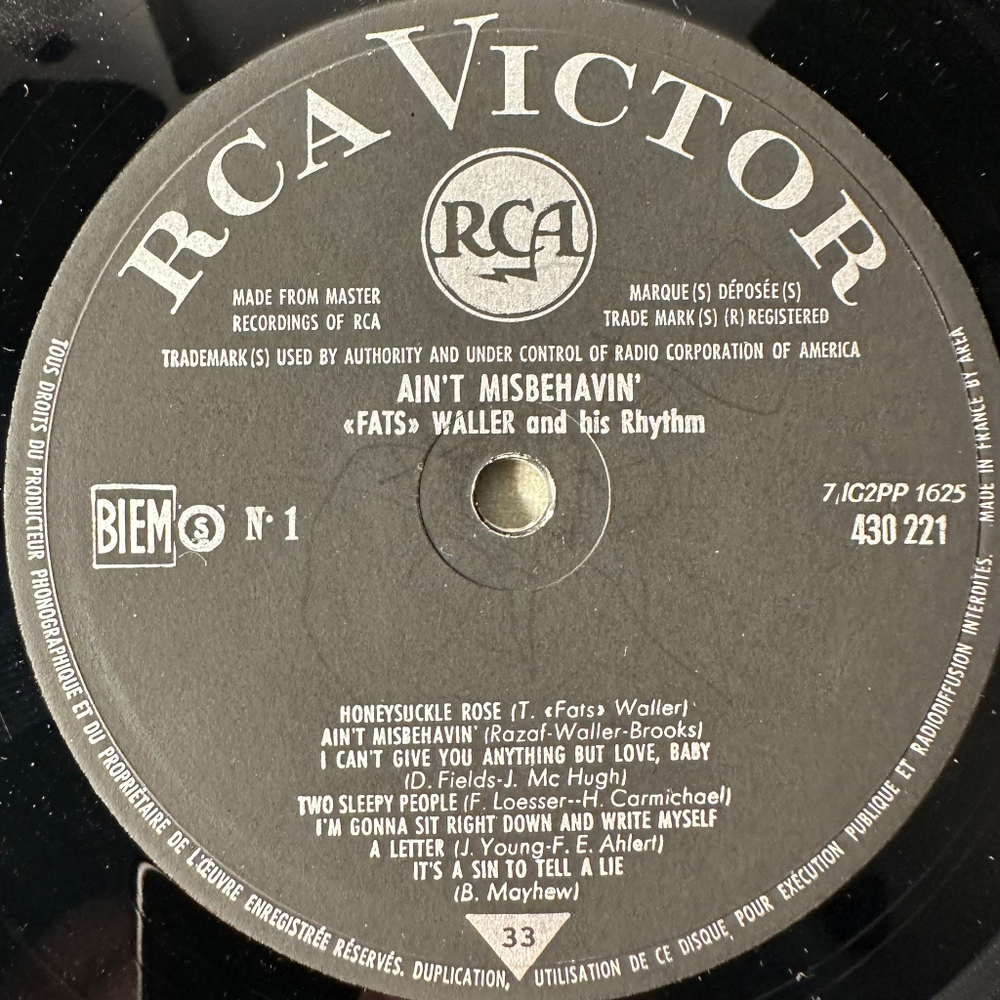 RCA VICTOR
RCA
MADE FROM MASTER
RECORDINGS OF RCA
MARQUE(S) DÉPOSÉE(S)
TRADE MARK(S) (R) REGISTERED
TRADEMARK(S) USED BY AUTHORITY AND UNDER CONTROL OF RADIO CORPORATION OF AMERICA
AIN'T MISBEHAVIN'
«FATS» WALLER and his Rhythm
BIEM S N· 1
7,IG2PP 1625
430 221
HONEYSUCKLE ROSE (T. «Fats» Waller)
AIN'T MISBEHAVIN' (Razaf-Waller-Brooks)
I CAN'T GIVE YOU ANYTHING BUT LOVE, BABY
(D. Fields-J. Mc Hugh)
TWO SLEEPY PEOPLE (F. Loesser--H. Carmichael)
I'M GONNA SIT RIGHT DOWN AND WRITE MYSELF
A LETTER (J. Young-F. E. Ahlert)
IT'S A SIN TO TELL A LIE
(B. Mayhew)
33
TOUS DROITS DU PRODUCTEUR PHONOGRAPHIQUE ET DU PROPRIÉTAIRE DE L'ŒUVRE ENREGISTRÉE RÉSERVÉS. DUPLICATION, UTILISATION DE CE DISQUE POUR EXÉCUTION PUBLIQUE ET RADIODIFFUSION INTERDITES. MADE IN FRANCE BY AREA